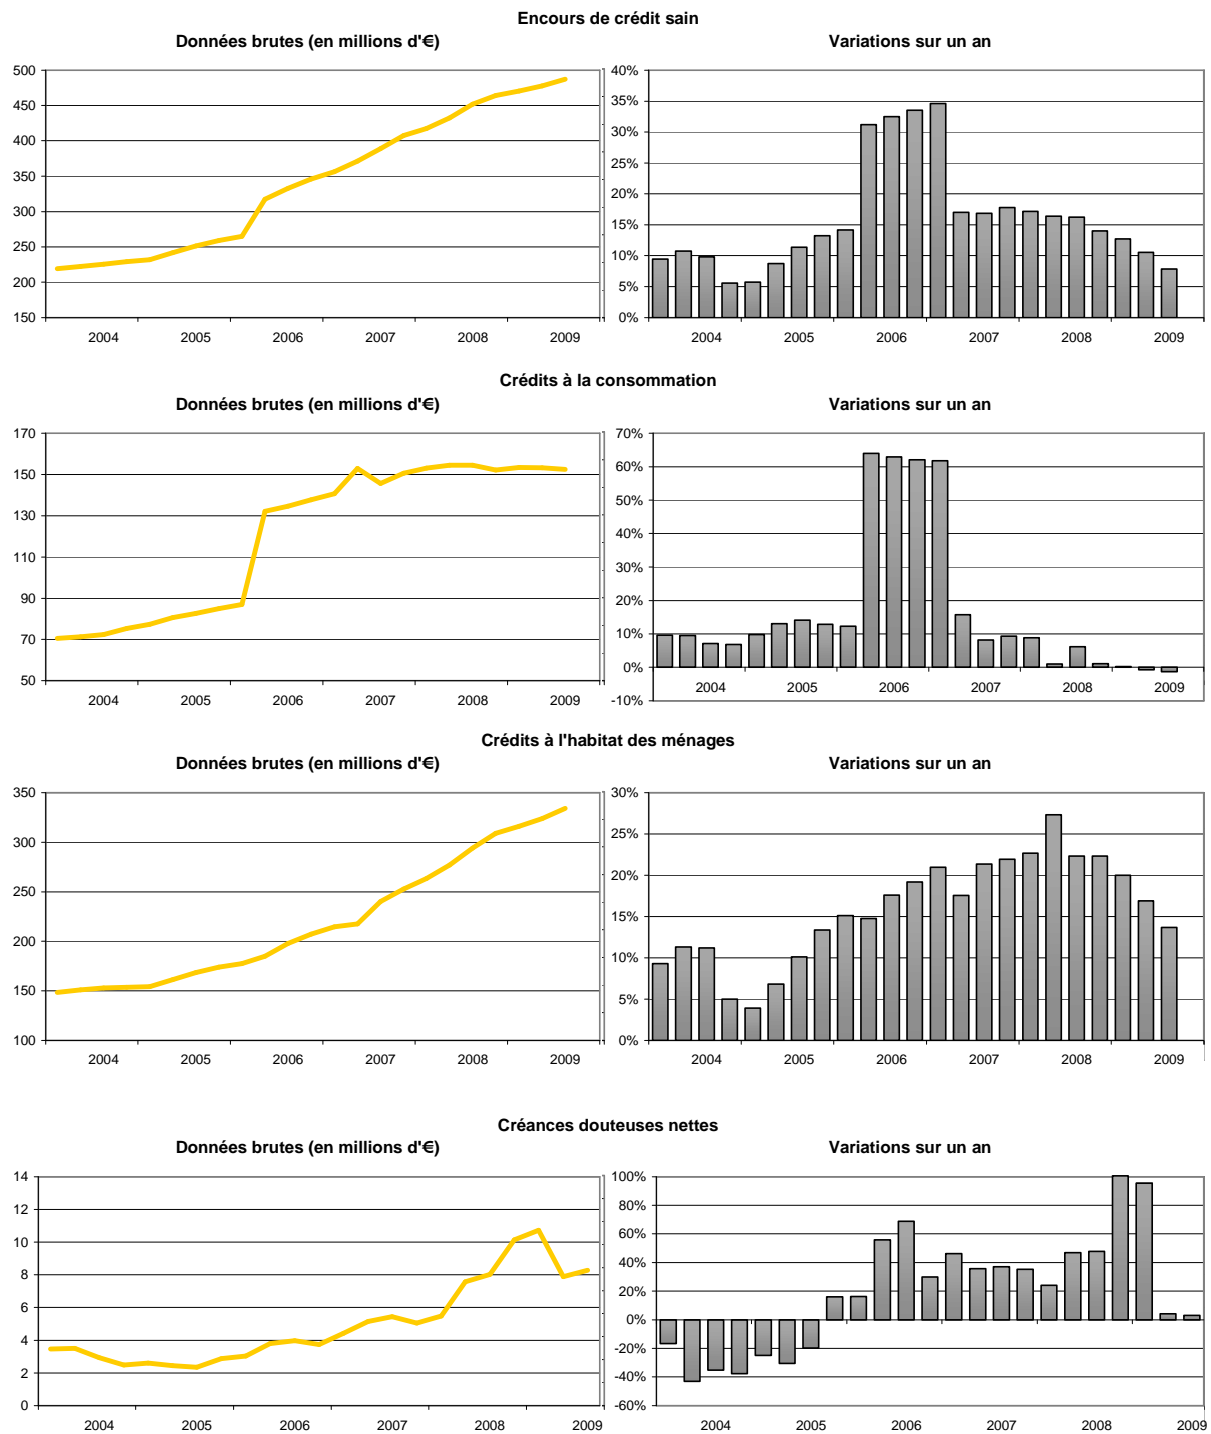 Encours de crédit sain
Données brutes (en millions d'€) Variations sur un an
500 40%
450 35%
400 30%
350 25%
300 20%
250 15%
200 10%
150 5%
0%
2004 2005 2006 2007 2008 2009 2004 2005 2006 2007 2008 2009
Crédits à la consommation
Données brutes (en millions d'€) Variations sur un an
170 70%
150 60%
130 50%
110 40%
90 30%
70 20%
50 10%
0%
-10%
2004 2005 2006 2007 2008 2009 2004 2005 2006 2007 2008 2009
Crédits à l'habitat des ménages
Données brutes (en millions d'€) Variations sur un an
350 30%
300 25%
250 20%
200 15%
150 10%
100 5%
0%
2004 2005 2006 2007 2008 2009 2004 2005 2006 2007 2008 2009
Créances douteuses nettes
Données brutes (en millions d'€) Variations sur un an
14 100%
12 80%
10 60%
8 40%
6 20%
4 0%
2 -20%
0 -40%
-60%
2004 2005 2006 2007 2008 2009 2004 2005 2006 2007 2008 2009